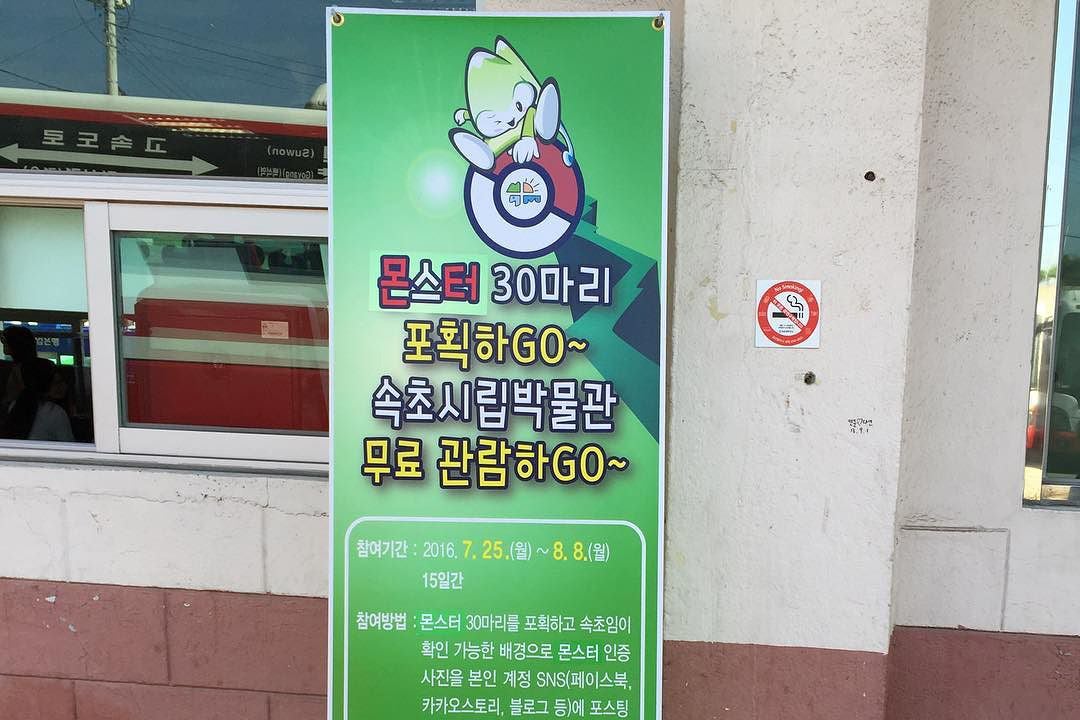 고속도로
(Suwon)
(Goyang)
몬스터 30마리
포획하GO~
속초시립박물관
무료 관람하GO~
No Smoking!
참여기간 : 2016. 7. 25.(월) ~ 8. 8.(월)
15일간
참여방법 : 몬스터 30마리를 포획하고 속초임이
확인 가능한 배경으로 몬스터 인증
사진을 본인 계정 SNS(페이스북,
카카오스토리, 블로그 등)에 포스팅